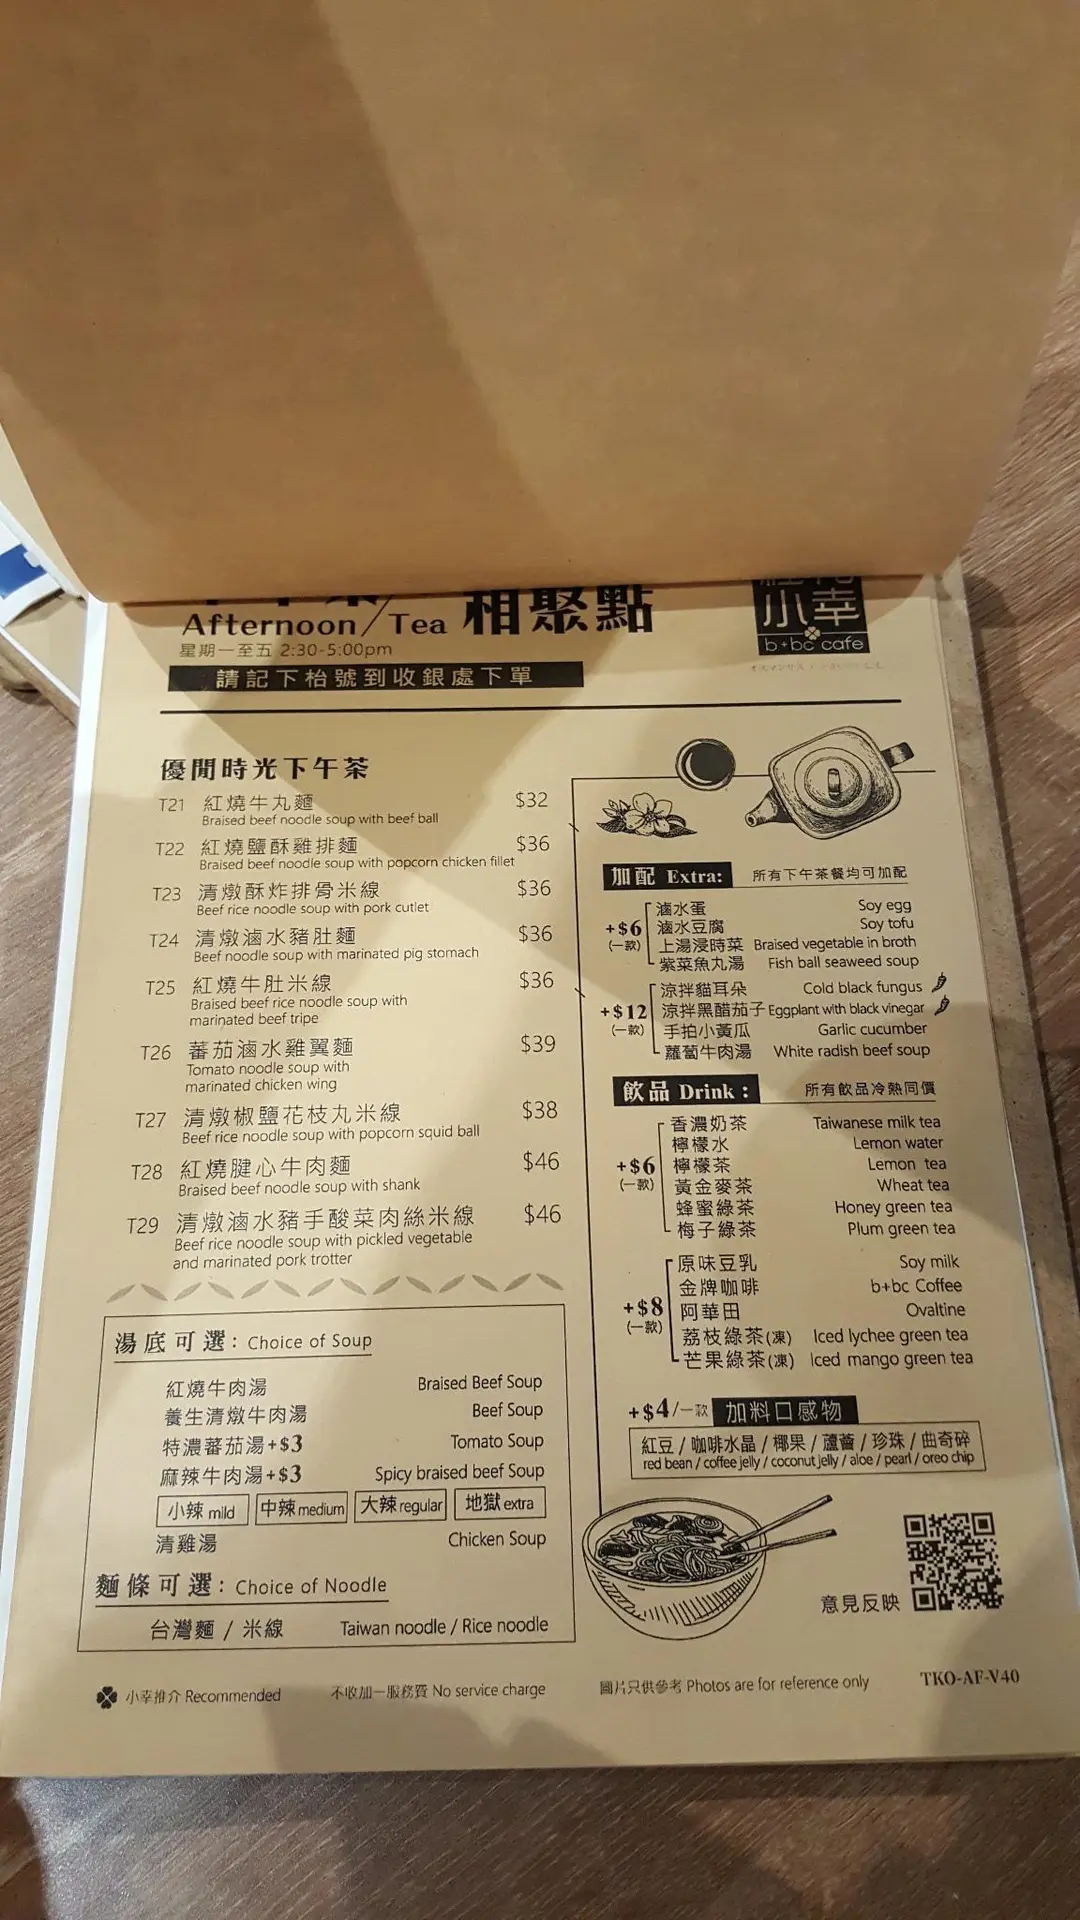 Afternoon/Tea 相聚點
小幸
b+bc cafe
星期一至五 2:30-5:00pm
請記下枱號到收銀處下單
優閒時光下午茶
T21 紅燒牛丸麵 $32
Braised beef noodle soup with beef ball
T22 紅燒鹽酥雞排麵 $36
Braised beef noodle soup with popcorn chicken fillet
T23 清燉酥炸排骨米線 $36
Beef rice noodle soup with pork cutlet
T24 清燉滷水豬肚麵 $36
Beef noodle soup with marinated pig stomach
T25 紅燒牛肚米線 $36
Braised beef rice noodle soup with
marinated beef tripe
T26 蕃茄滷水雞翼麵 $39
Tomato noodle soup with
marinated chicken wing
T27 清燉椒鹽花枝丸米線 $38
Beef rice noodle soup with popcorn squid ball
T28 紅燒腱心牛肉麵 $46
Braised beef noodle soup with shank
T29 清燉滷水豬手酸菜肉絲米線 $46
Beef rice noodle soup with pickled vegetable
and marinated pork trotter
湯底可選: Choice of Soup
紅燒牛肉湯 Braised Beef Soup
養生清燉牛肉湯 Beef Soup
特濃蕃茄湯+$3 Tomato Soup
麻辣牛肉湯+$3 Spicy braised beef Soup
小辣 mild 中辣 medium 大辣 regular 地獄 extra
清雞湯 Chicken Soup
麵條可選: Choice of Noodle
台灣麵 / 米線 Taiwan noodle / Rice noodle
加配 Extra: 所有下午茶餐均可加配
+$6 (一款)
滷水蛋 Soy egg
滷水豆腐 Soy tofu
上湯浸時菜 Braised vegetable in broth
紫菜魚丸湯 Fish ball seaweed soup
+$12 (一款)
涼拌貓耳朵 Cold black fungus
涼拌黑醋茄子 Eggplant with black vinegar
手拍小黃瓜 Garlic cucumber
蘿蔔牛肉湯 White radish beef soup
飲品 Drink: 所有飲品冷熱同價
+$6 (一款)
香濃奶茶 Taiwanese milk tea
檸檬水 Lemon water
檸檬茶 Lemon tea
黃金麥茶 Wheat tea
蜂蜜綠茶 Honey green tea
梅子綠茶 Plum green tea
+$8 (一款)
原味豆乳 Soy milk
金牌咖啡 b+bc Coffee
阿華田 Ovaltine
荔枝綠茶(凍) Iced lychee green tea
芒果綠茶(凍) Iced mango green tea
+$4/一款 加料口感物
紅豆 / 咖啡水晶 / 椰果 / 蘆薈 / 珍珠 / 曲奇碎
red bean / coffee jelly / coconut jelly / aloe / pearl / oreo chip
意見反映
小幸推介 Recommended 不收加一服務費 No service charge 圖片只供參考 Photos are for reference only TKO-AF-V40